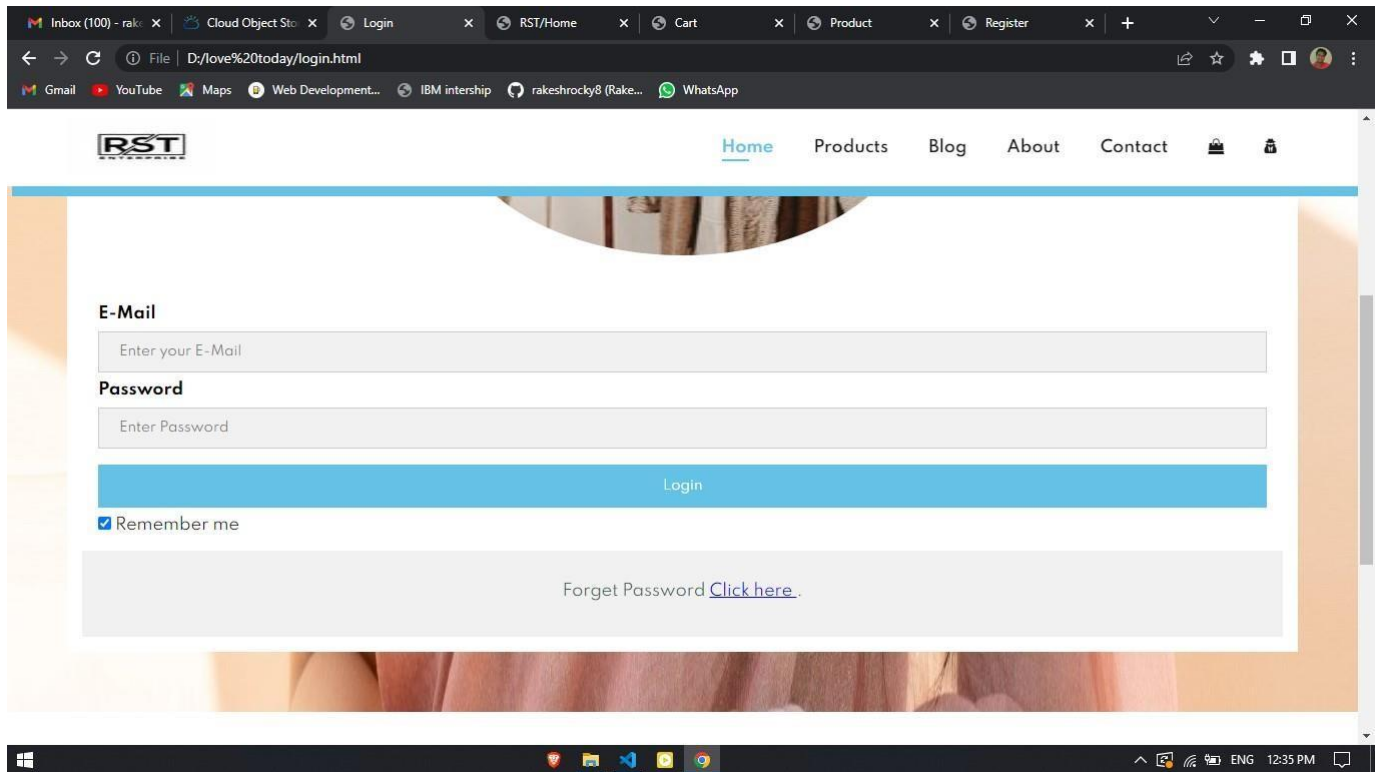 Inbox (100) - rake Cloud Object Sto Login RST/Home Cart Product Register
File D:/love%20today/login.html
Gmail YouTube Maps Web Development... IBM intership rakeshrocky8 (Rake... WhatsApp
RST
ENTERPRISE
Home Products Blog About Contact
E-Mail
Enter your E-Mail
Password
Enter Password
Login
Remember me
Forget Password Click here .
ENG 12:35 PM